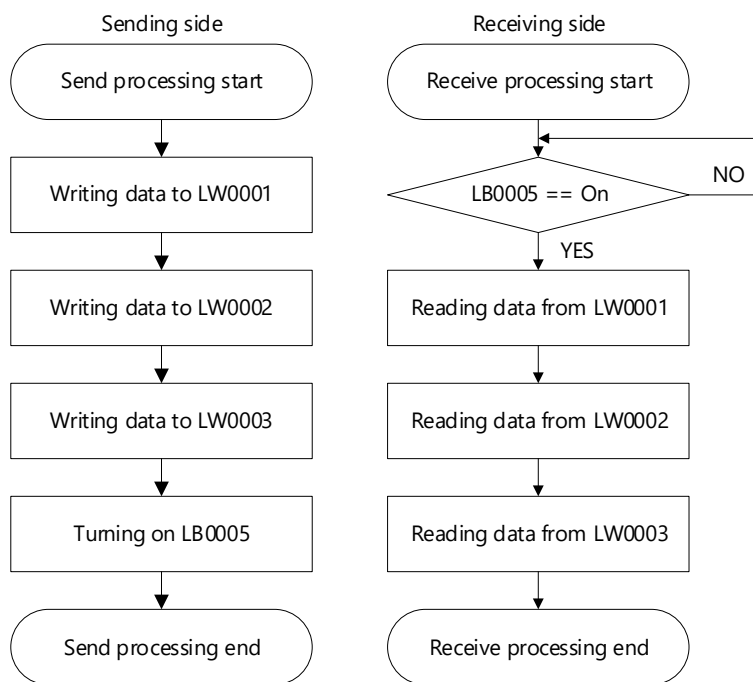 Sending side
Send processing start
Writing data to LW0001
Writing data to LW0002
Writing data to LW0003
Turning on LB0005
Send processing end
Receiving side
Receive processing start
LB0005 == On
NO
YES
Reading data from LW0001
Reading data from LW0002
Reading data from LW0003
Receive processing end